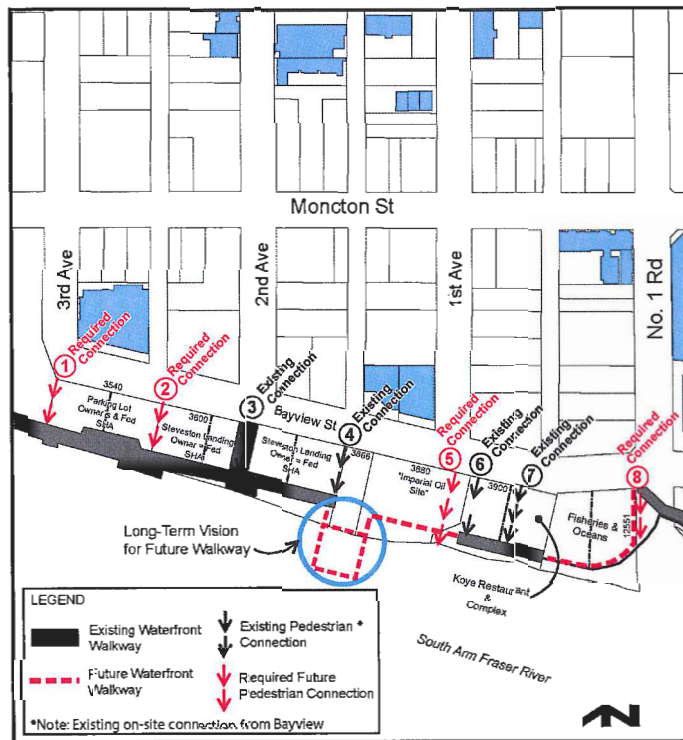 Moncton St
3rd Ave
2nd Ave
1st Ave
No. 1 Rd
1
Required
Connection
2
Required
Connection
3
Existing
Connection
4
Existing
Connection
5
Required
Connection
6
Existing
Connection
7
Existing
Connection
8
Required
Connection
Bayview St
3540
Parking Lot
Owner's & Fed
SHA
3600
Steveston Landing
Owner = Fed
SHA
Steveston Landing
Owner = Fed
SHA
3866
3880
"Imperial Oil
Site"
3900
Fisheries &
Oceans
12551
Long-Term Vision
for Future Walkway
Koye Restaurant
&
Complex
South Arm Fraser River
LEGEND
Existing Waterfront
Walkway
Existing Pedestrian *
Connection
Future Waterfront
Walkway
Required Future
Pedestrian Connection
*Note: Existing on-site connection from Bayview
N